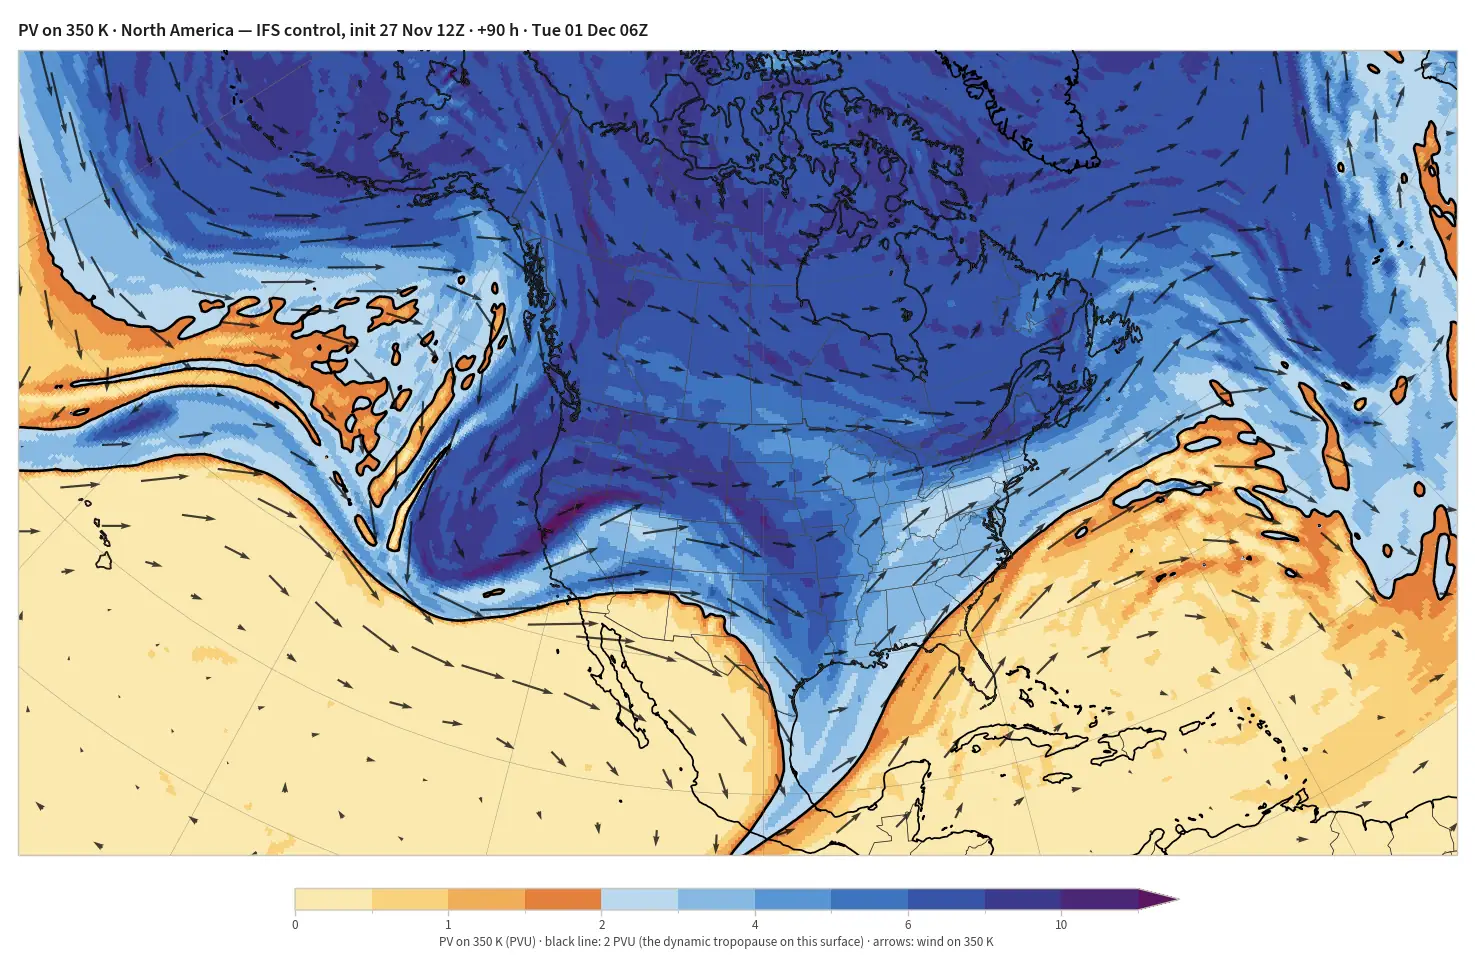 PV on 350 K · North America — IFS control, init 27 Nov 12Z · +90 h · Tue 01 Dec 06Z
0 1 2 4 6 10
PV on 350 K (PVU) · black line: 2 PVU (the dynamic tropopause on this surface) · arrows: wind on 350 K